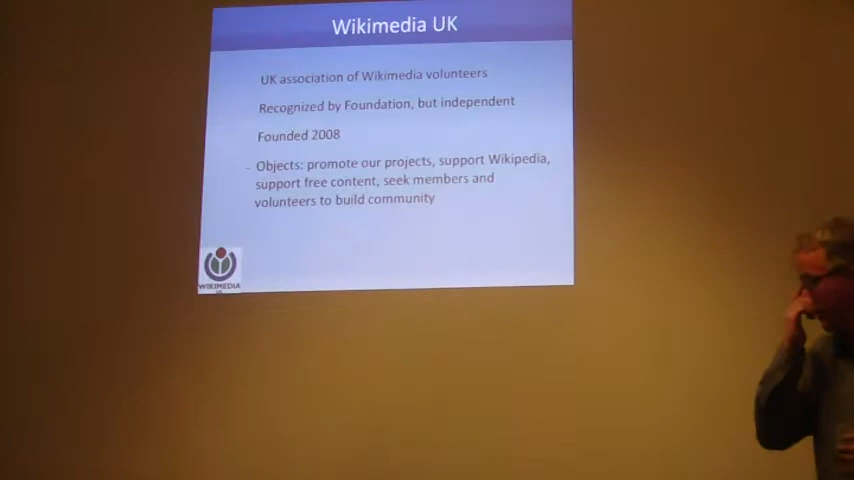 Wikimedia UK
UK association of Wikimedia volunteers
Recognized by Foundation, but independent
Founded 2008
- Objects: promote our projects, support Wikipedia,
support free content, seek members and
volunteers to build community
WIKIMEDIA
UK